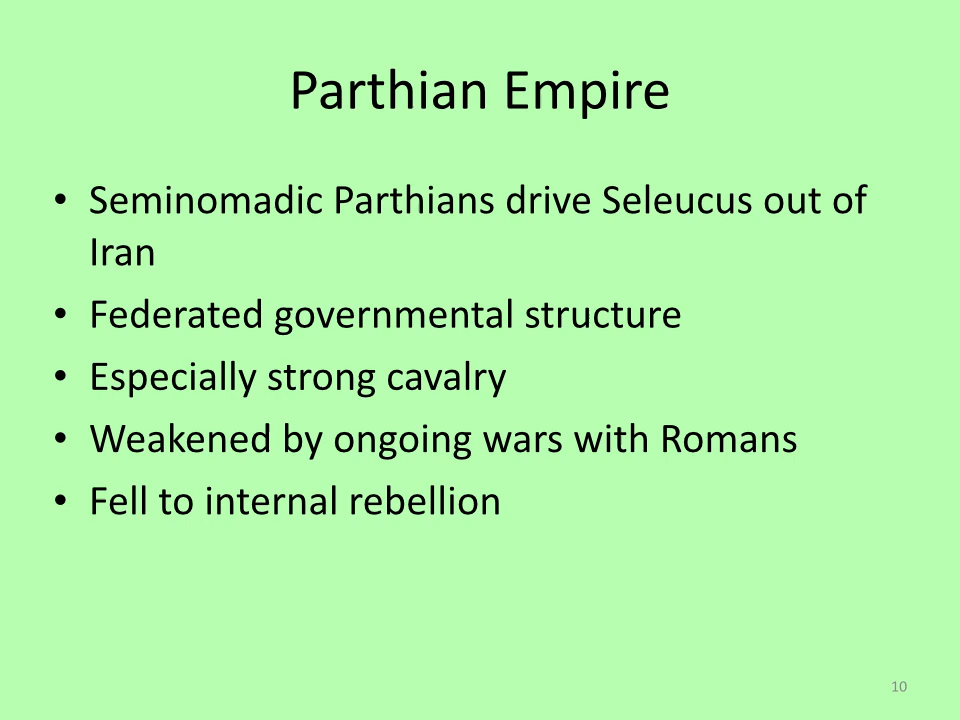 Parthian Empire
• Seminomadic Parthians drive Seleucus out of
Iran
• Federated governmental structure
• Especially strong cavalry
• Weakened by ongoing wars with Romans
• Fell to internal rebellion
10